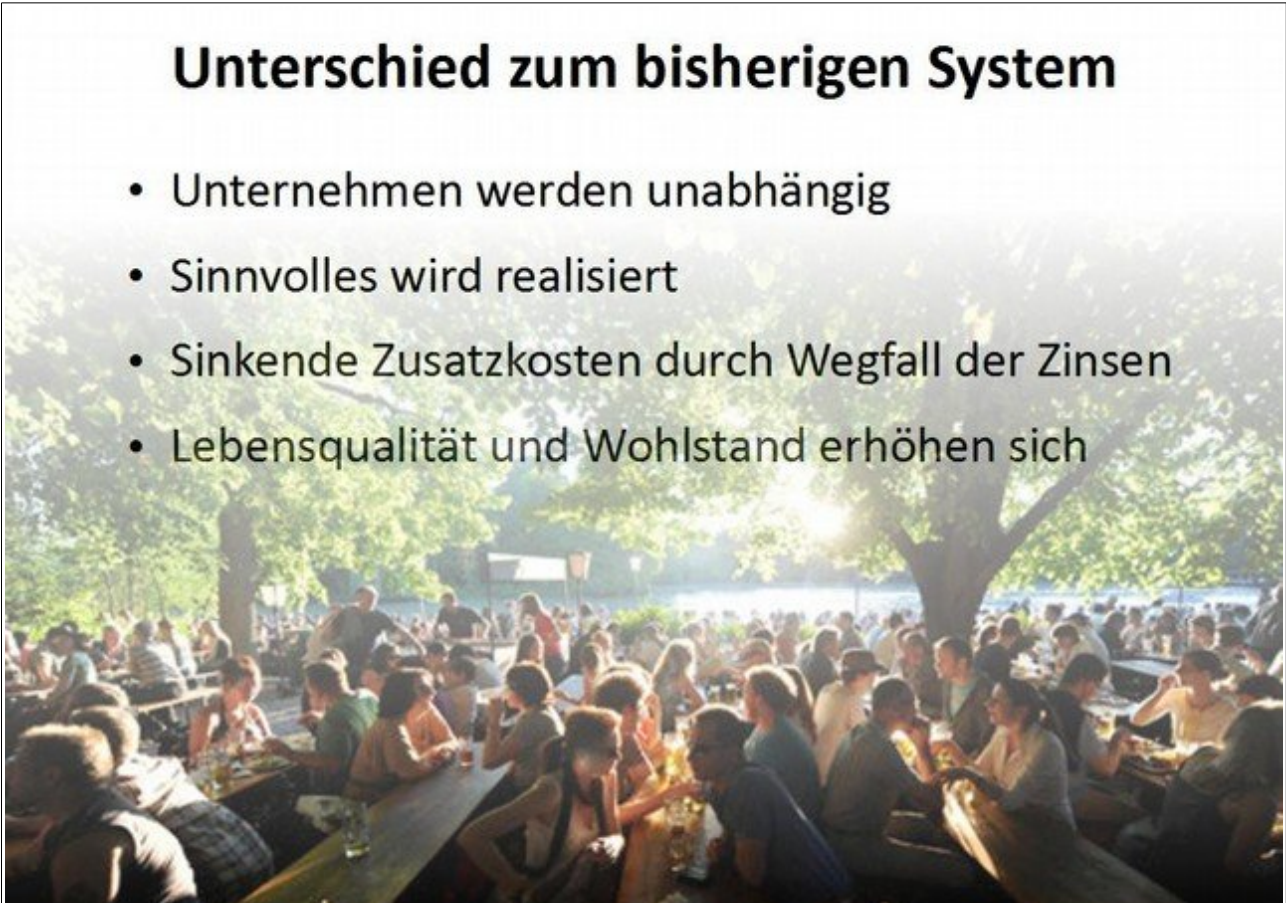 Unterschied zum bisherigen System
• Unternehmen werden unabhängig
• Sinnvolles wird realisiert
• Sinkende Zusatzkosten durch Wegfall der Zinsen
• Lebensqualität und Wohlstand erhöhen sich